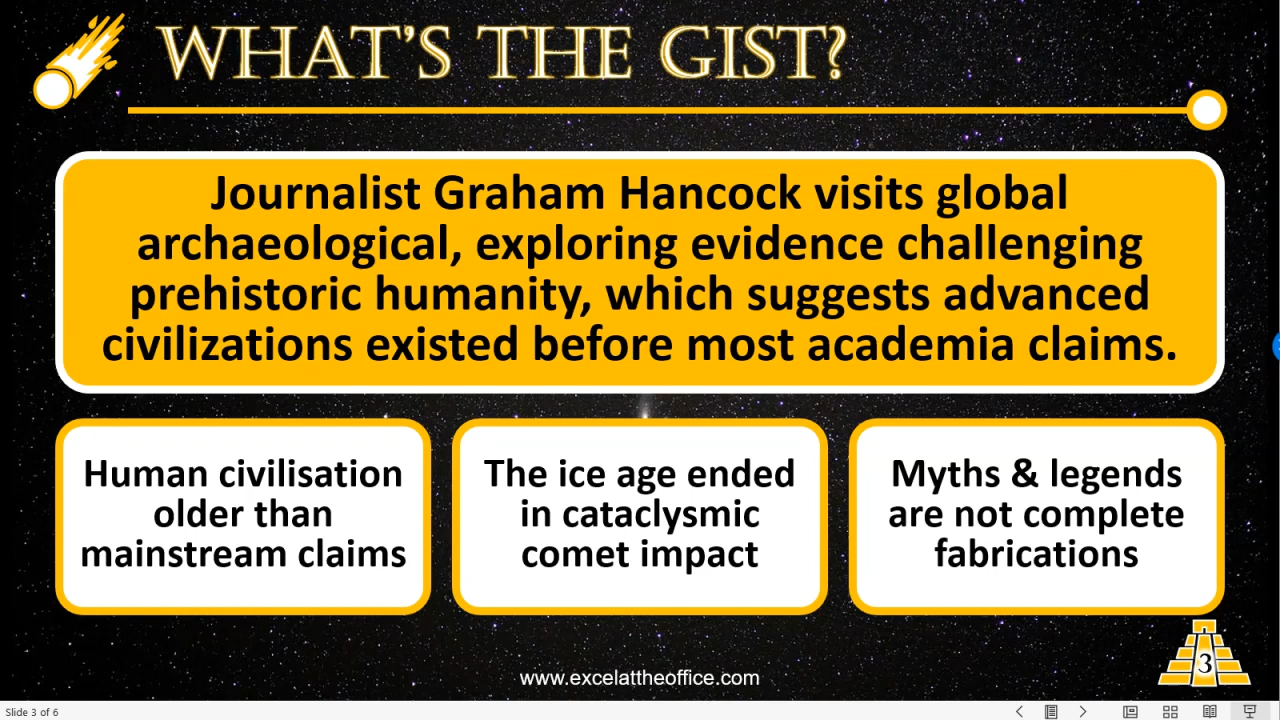 WHAT'S THE GIST?
Journalist Graham Hancock visits global
archaeological, exploring evidence challenging
prehistoric humanity, which suggests advanced
civilizations existed before most academia claims.
Human civilisation
older than
mainstream claims
The ice age ended
in cataclysmic
comet impact
Myths & legends
are not complete
fabrications
3
www.excelattheoffice.com
Slide 3 of 6